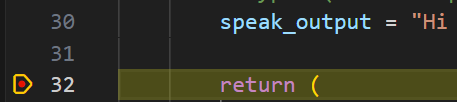 30 speak_output = "Hi
31
32 return (